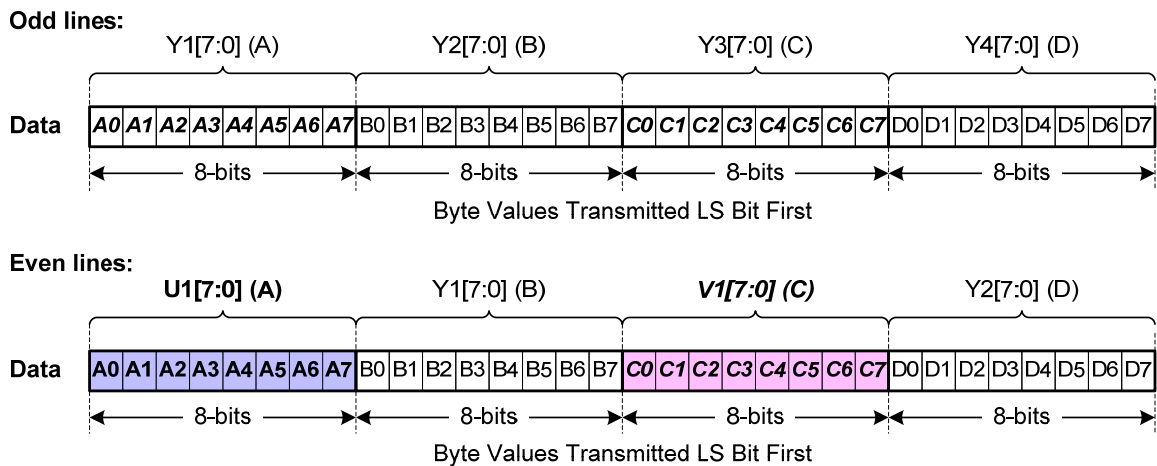 Odd lines:
Y1[7:0] (A) Y2[7:0] (B) Y3[7:0] (C) Y4[7:0] (D)
Data A0 A1 A2 A3 A4 A5 A6 A7 B0 B1 B2 B3 B4 B5 B6 B7 C0 C1 C2 C3 C4 C5 C6 C7 D0 D1 D2 D3 D4 D5 D6 D7
8-bits 8-bits 8-bits 8-bits
Byte Values Transmitted LS Bit First
Even lines:
U1[7:0] (A) Y1[7:0] (B) V1[7:0] (C) Y2[7:0] (D)
Data A0 A1 A2 A3 A4 A5 A6 A7 B0 B1 B2 B3 B4 B5 B6 B7 C0 C1 C2 C3 C4 C5 C6 C7 D0 D1 D2 D3 D4 D5 D6 D7
8-bits 8-bits 8-bits 8-bits
Byte Values Transmitted LS Bit First